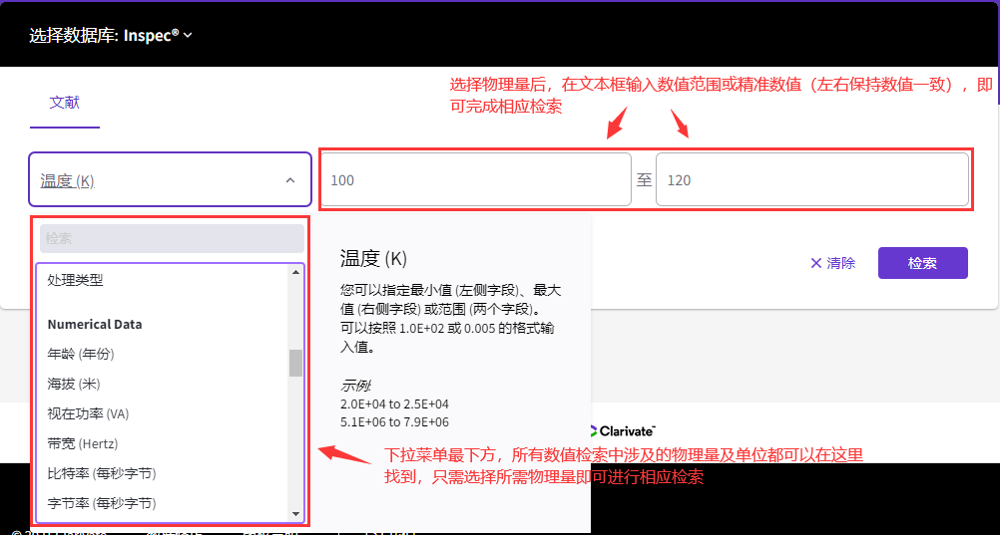 选择数据库: Inspec®
文献
选择物理量后，在文本框输入数值范围或精准数值（左右保持数值一致），即
可完成相应检索
温度 (K)
100
至
120
检索
处理类型
Numerical Data
年龄 (年份)
海拔 (米)
视在功率 (VA)
带宽 (Hertz)
比特率 (每秒字节)
字节率 (每秒字节)
温度 (K)
您可以指定最小值 (左侧字段)、最大
值 (右侧字段) 或范围 (两个字段)。
可以按照 1.0E+02 或 0.005 的格式输
入值。
示例:
2.0E+04 to 2.5E+04
5.1E+06 to 7.9E+06
清除
检索
Clarivate™
下拉菜单最下方，所有数值检索中涉及的物理量及单位都可以在这里
找到，只需选择所需物理量即可进行相应检索